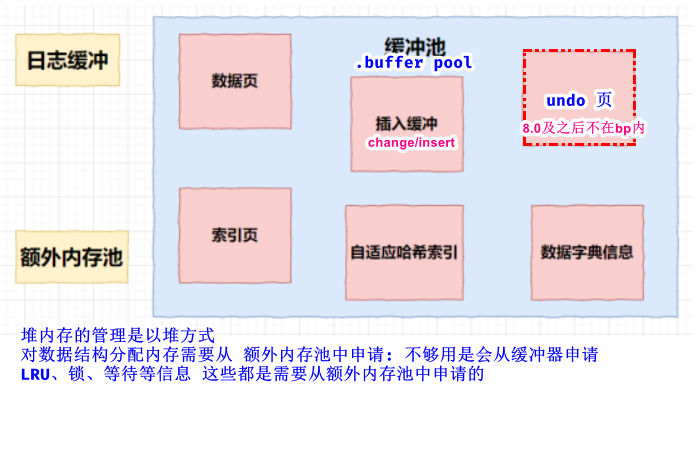 日志缓冲
缓冲池
.buffer pool
数据页
插入缓冲
change/insert
undo 页
8.0及之后不在bp内
额外内存池
索引页
自适应哈希索引
数据字典信息
堆内存的管理是以堆方式
对数据结构分配内存需要从 额外内存池中申请: 不够用是会从缓冲器申请
LRU、锁、等待等信息 这些都是需要从额外内存池中申请的